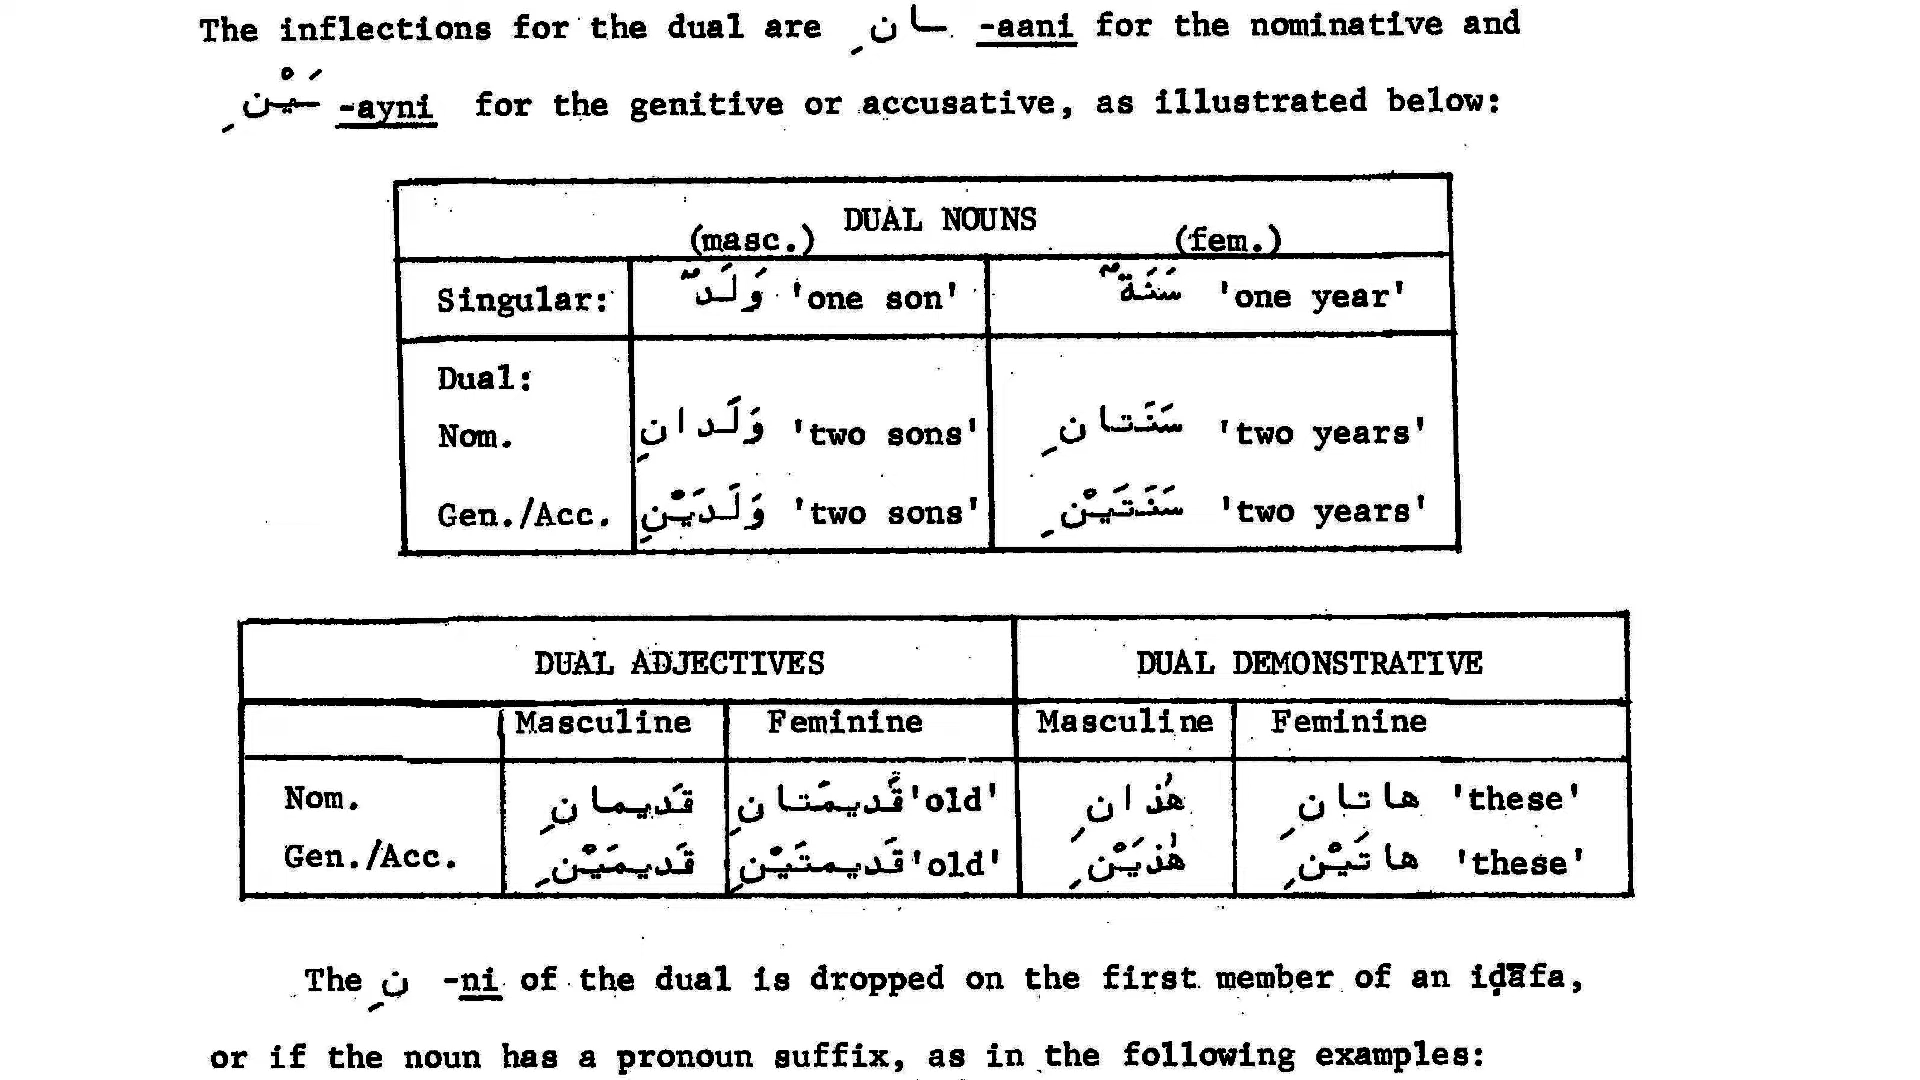 The inflections for the dual are ـانِ -aani for the nominative and
ـَيْنِ -ayni for the genitive or accusative, as illustrated below:
DUAL NOUNS
(masc.) (fem.)
Singular: وَلَدٌ 'one son' سَنَةٌ 'one year'
Dual:
Nom. وَلَدانِ 'two sons' سَنَتانِ 'two years'
Gen./Acc. وَلَدَيْنِ 'two sons' سَنَتَيْنِ 'two years'
DUAL ADJECTIVES DUAL DEMONSTRATIVE
Masculine Feminine Masculine Feminine
Nom. قَديمانِ قَديمَتانِ 'old' هٰذانِ هاتانِ 'these'
Gen./Acc. قَديمَيْنِ قَديمتَيْنِ 'old' هٰذَيْنِ هاتَيْنِ 'these'
The نِ -ni of the dual is dropped on the first member of an iḍāfa,
or if the noun has a pronoun suffix, as in the following examples: